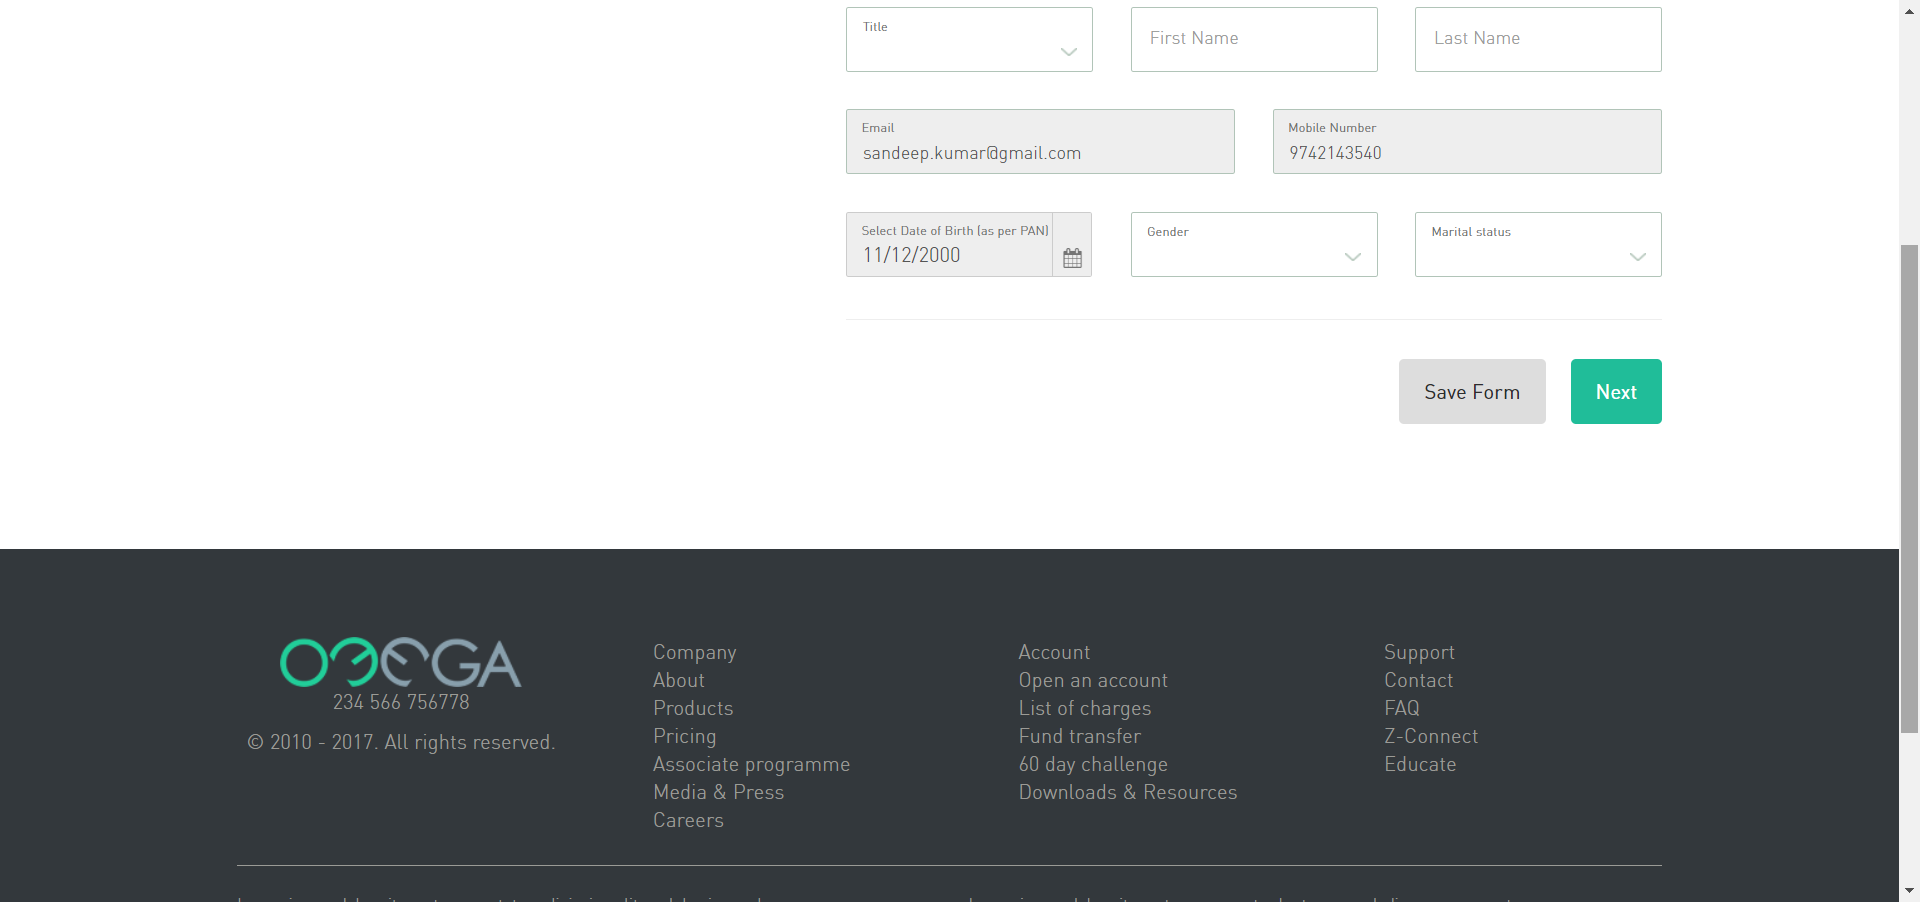 Title
First Name
Last Name
Email
sandeep.kumar@gmail.com
Mobile Number
9742143540
Select Date of Birth (as per PAN)
11/12/2000
Gender
Marital status
Save Form
Next
OMEGA
234 566 756778
© 2010 - 2017. All rights reserved.
Company
About
Products
Pricing
Associate programme
Media & Press
Careers
Account
Open an account
List of charges
Fund transfer
60 day challenge
Downloads & Resources
Support
Contact
FAQ
Z-Connect
Educate